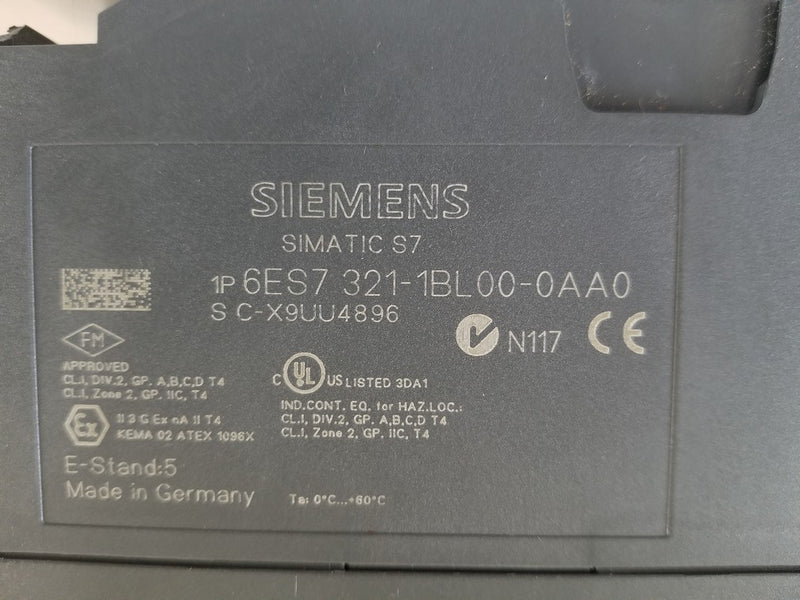 SIEMENS
SIMATIC S7
1P 6ES7 321-1BL00-0AA0
S C-X9UU4896
N117 CE
FM
APPROVED
CL.I, DIV.2, GP. A,B,C,D T4
CL.I, Zone 2, GP. IIC, T4
C UL US LISTED 3DA1
IND.CONT. EQ. for HAZ.LOC.:
CL.I, DIV.2, GP. A,B,C,D T4
CL.I, Zone 2, GP. IIC, T4
Ex II 3 G Ex nA II T4
KEMA 02 ATEX 1096X
E-Stand:5
Made in Germany
Ta: 0°C...+60°C